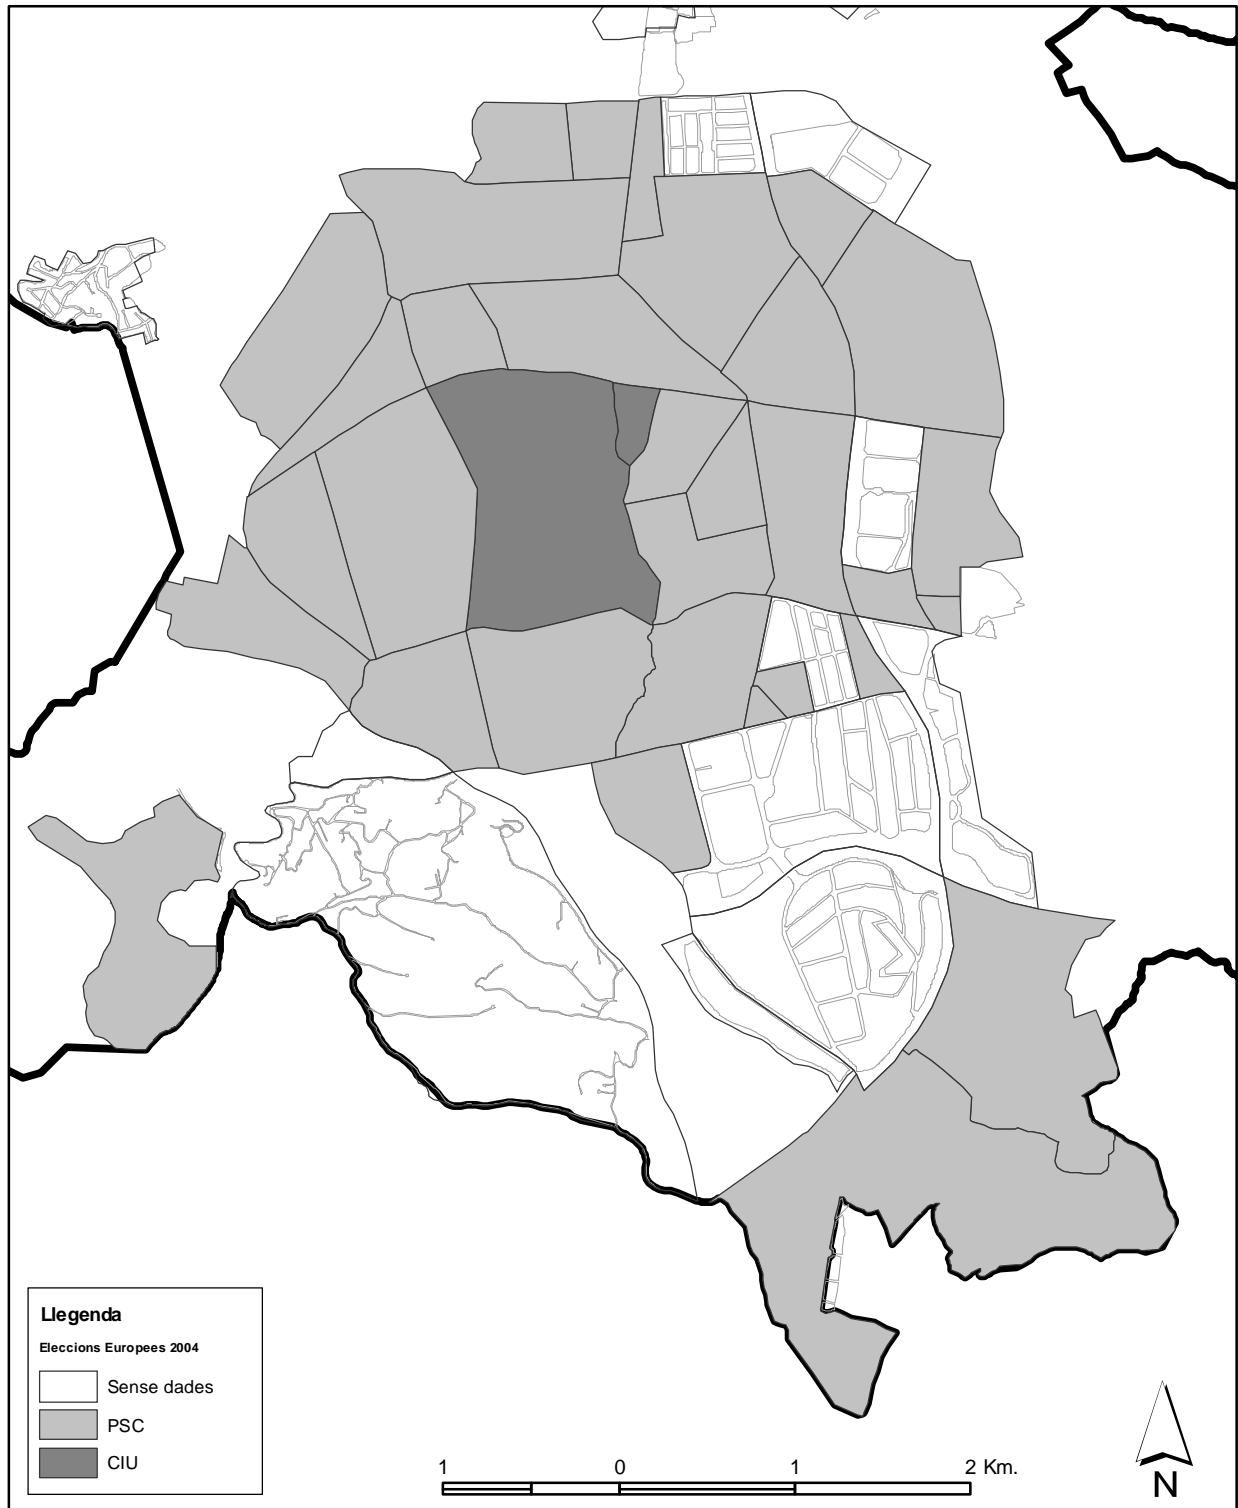 Llegenda
Eleccions Europees 2004
Sense dades
PSC
CIU
1 0 1 2 Km.
N